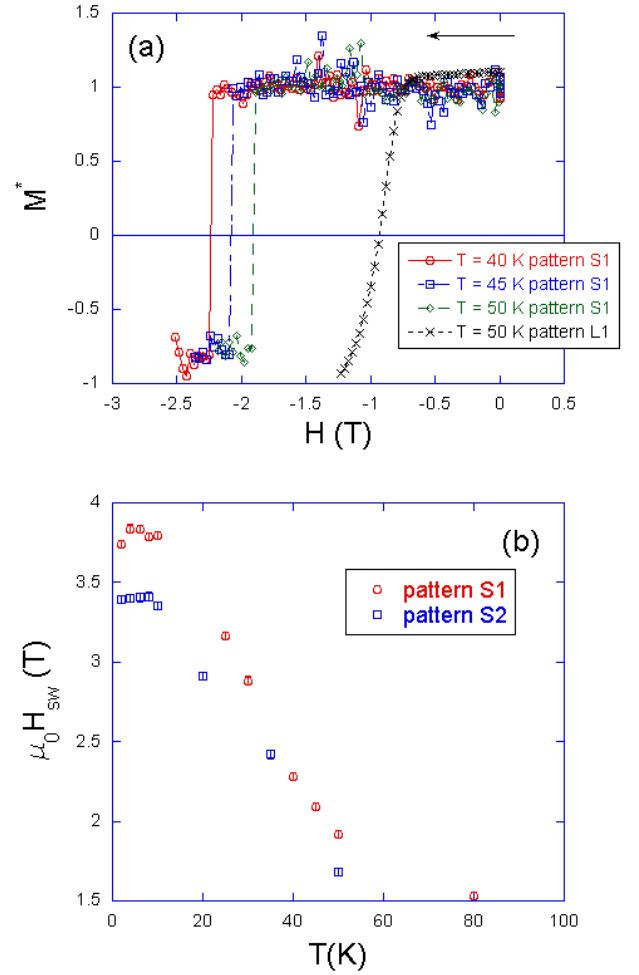 (a)
1.5
1
0.5
0
-0.5
-1
M*
T = 40 K pattern S1
T = 45 K pattern S1
T = 50 K pattern S1
T = 50 K pattern L1
-3 -2.5 -2 -1.5 -1 -0.5 0 0.5
H (T)
(b)
4
3.5
3
2.5
2
1.5
μ₀H_sw (T)
pattern S1
pattern S2
0 20 40 60 80 100
T(K)